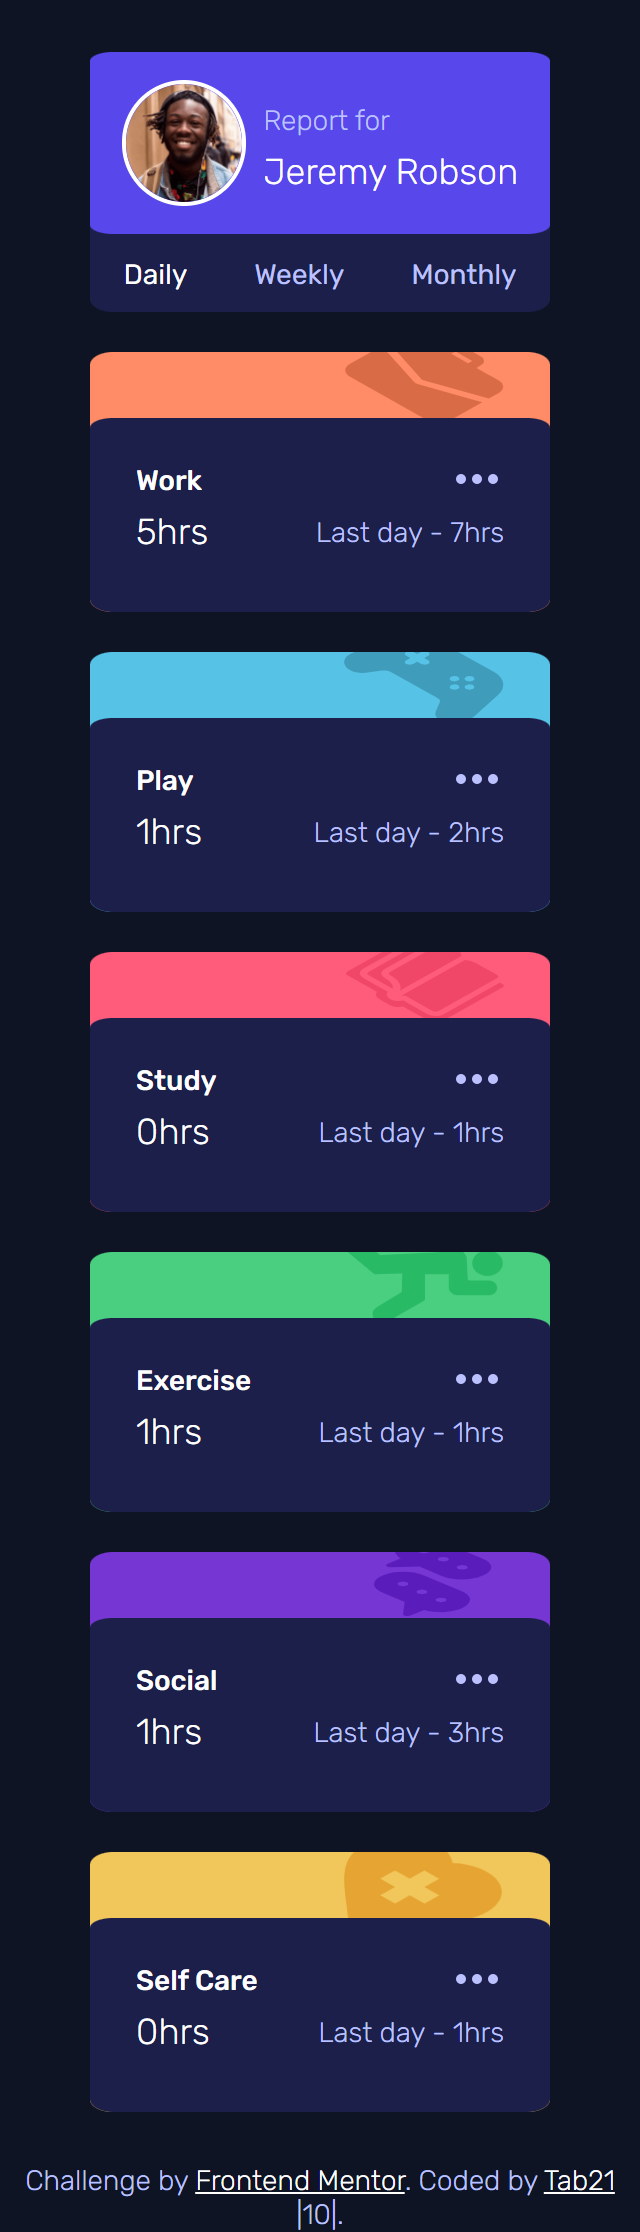 Report for
Jeremy Robson
Daily Weekly Monthly
Work
5hrs Last day - 7hrs
Play
1hrs Last day - 2hrs
Study
0hrs Last day - 1hrs
Exercise
1hrs Last day - 1hrs
Social
1hrs Last day - 3hrs
Self Care
0hrs Last day - 1hrs
Challenge by Frontend Mentor. Coded by Tab21
|10|.